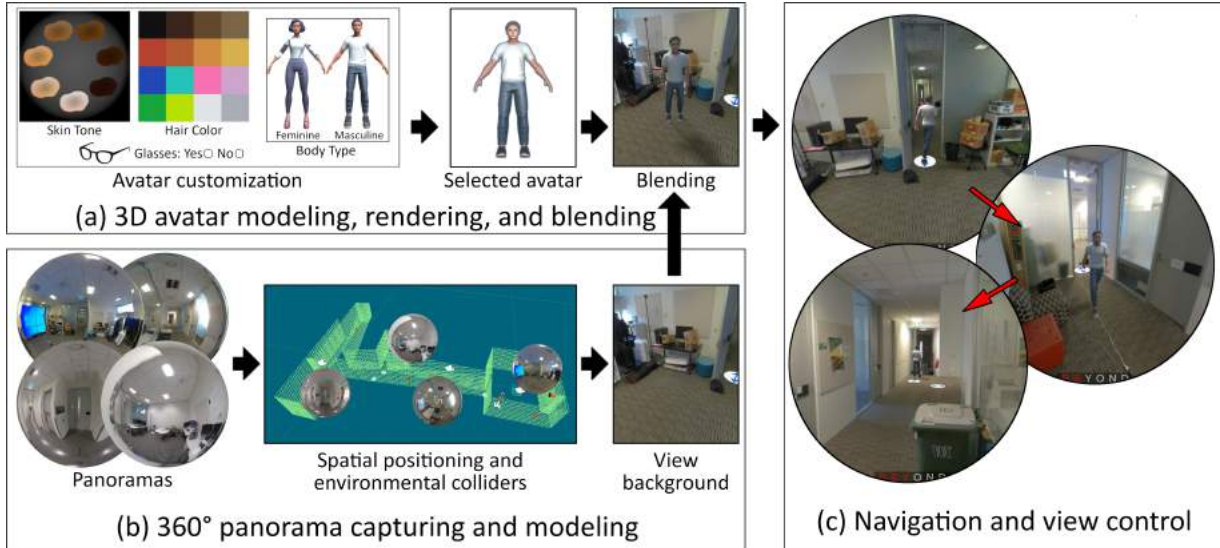 Skin Tone
Hair Color
Feminine
Masculine
Glasses: Yes No
Body Type
Avatar customization
Selected avatar
Blending
(a) 3D avatar modeling, rendering, and blending
Panoramas
Spatial positioning and
environmental colliders
View
background
(b) 360° panorama capturing and modeling
YOND
(c) Navigation and view control